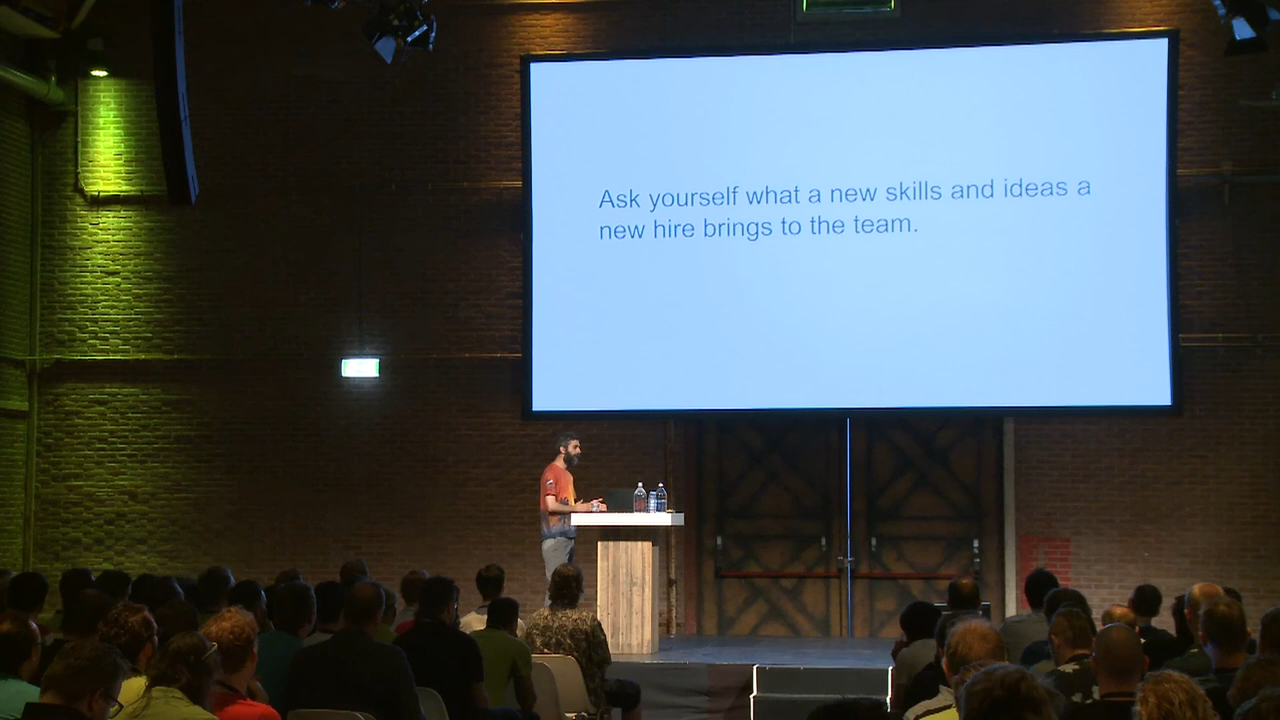 Ask yourself what a new skills and ideas a
new hire brings to the team.